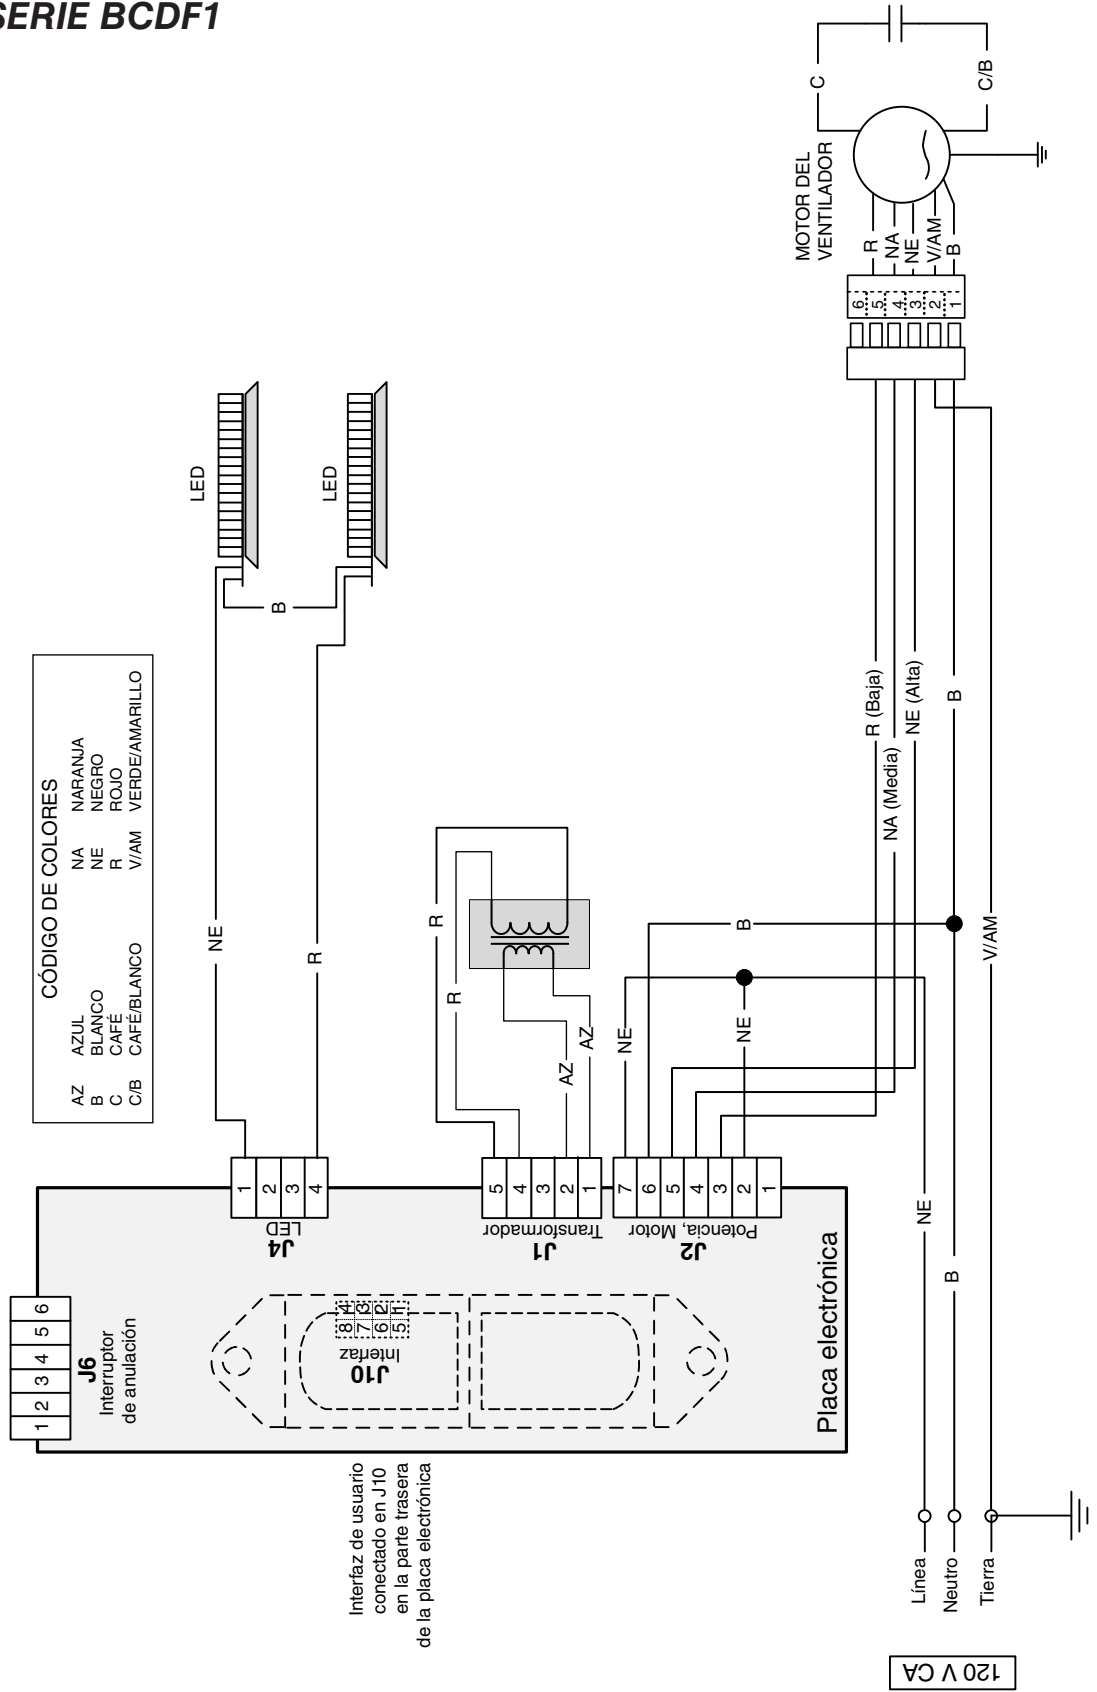 SERIE BCDF1
C
C/B
MOTOR DEL
VENTILADOR
R
NA
NE
V/AM
B
6
5
4
3
2
1
LED
LED
B
CÓDIGO DE COLORES
AZ AZUL NA NARANJA
B BLANCO NE NEGRO
C CAFÉ R ROJO
C/B CAFÉ/BLANCO V/AM VERDE/AMARILLO
NE
R
R
R
AZ
AZ
NE
NE
B
R (Baja)
NA (Media)
NE (Alta)
B
V/AM
1
2
3
4
LED
J4
5
4
3
2
1
Transformador
J1
7
6
5
4
3
2
1
Potencia, Motor
J2
1 2 3 4 5 6
J6
Interruptor
de anulación
4 3 2 1
8 7 6 5
Interfaz
J10
Placa electrónica
Interfaz de usuario
conectado en J10
en la parte trasera
de la placa electrónica
NE
B
Línea
Neutro
Tierra
120 V CA